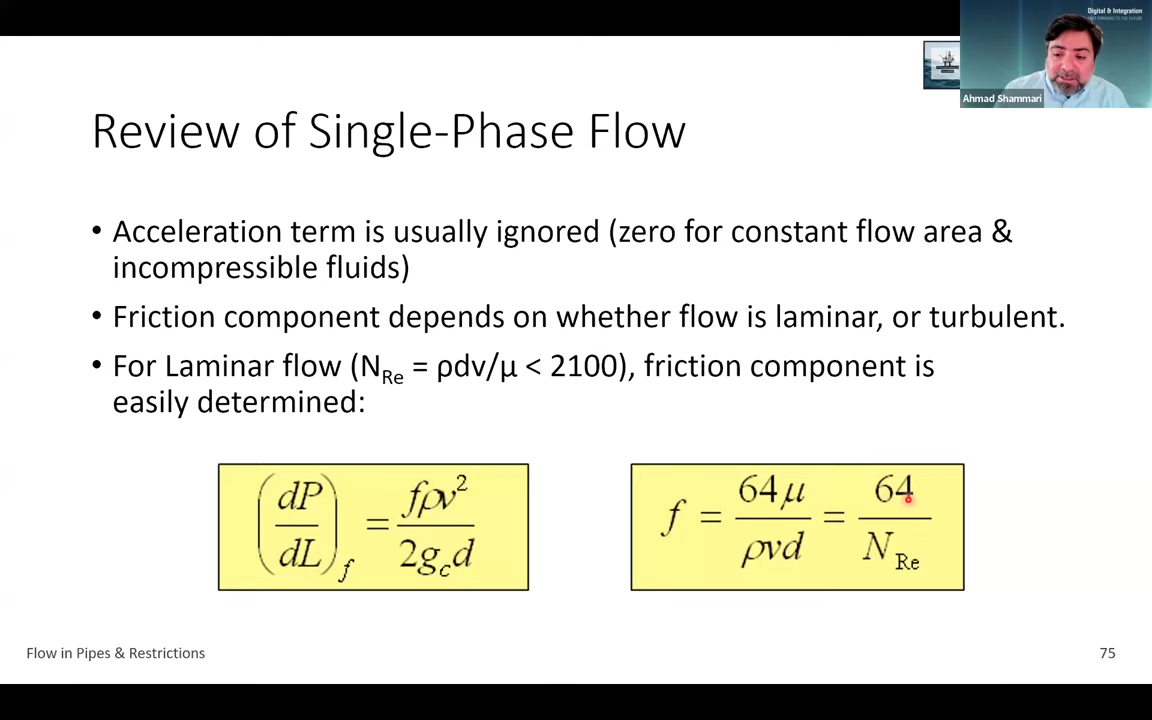 Digital & Integration
Ahmad Shammari
Review of Single-Phase Flow
• Acceleration term is usually ignored (zero for constant flow area &
incompressible fluids)
• Friction component depends on whether flow is laminar, or turbulent.
• For Laminar flow (N_Re = ρdv/μ < 2100), friction component is
easily determined:
(dP/dL)_f = fρv²/2g_c d
f = 64μ/ρvd = 64/N_Re
Flow in Pipes & Restrictions
75